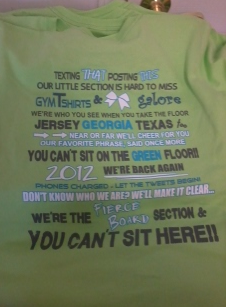 TEXTING THAT POSTING THIS
OUR LITTLE SECTION IS HARD TO MISS
GYM TSHIRTS & galore
WE'RE WHO YOU SEE WHEN YOU TAKE THE FLOOR
JERSEY GEORGIA TEXAS
NEAR OR FAR WE'LL CHEER FOR YOU
OUR FAVORITE PHRASE, SAID ONCE MORE
YOU CAN'T SIT ON THE GREEN FLOOR!!
2012 WE'RE BACK AGAIN
PHONES CHARGED, LET THE TWEETS BEGIN!
DON'T KNOW WHO WE ARE? WE'LL MAKE IT CLEAR...
WE'RE THE FIERCE BOARD SECTION &
YOU CAN'T SIT HERE!!